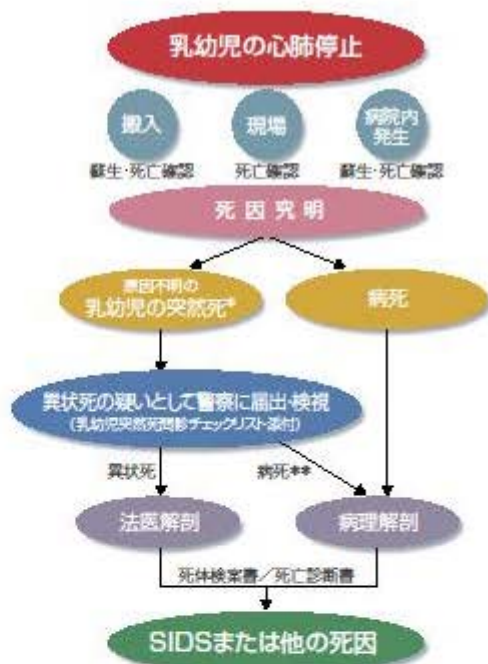 乳幼児の心肺停止
搬入
現場
病院内
発生
蘇生・死亡確認
死亡確認
蘇生・死亡確認
死因究明
原因不明の
乳幼児の突然死*
病死
異状死の疑いとして警察に届出・検視
(乳幼児突然死問診チェックリスト添付)
異状死
病死**
法医解剖
病理解剖
死体検案書/死亡診断書
SIDSまたは他の死因